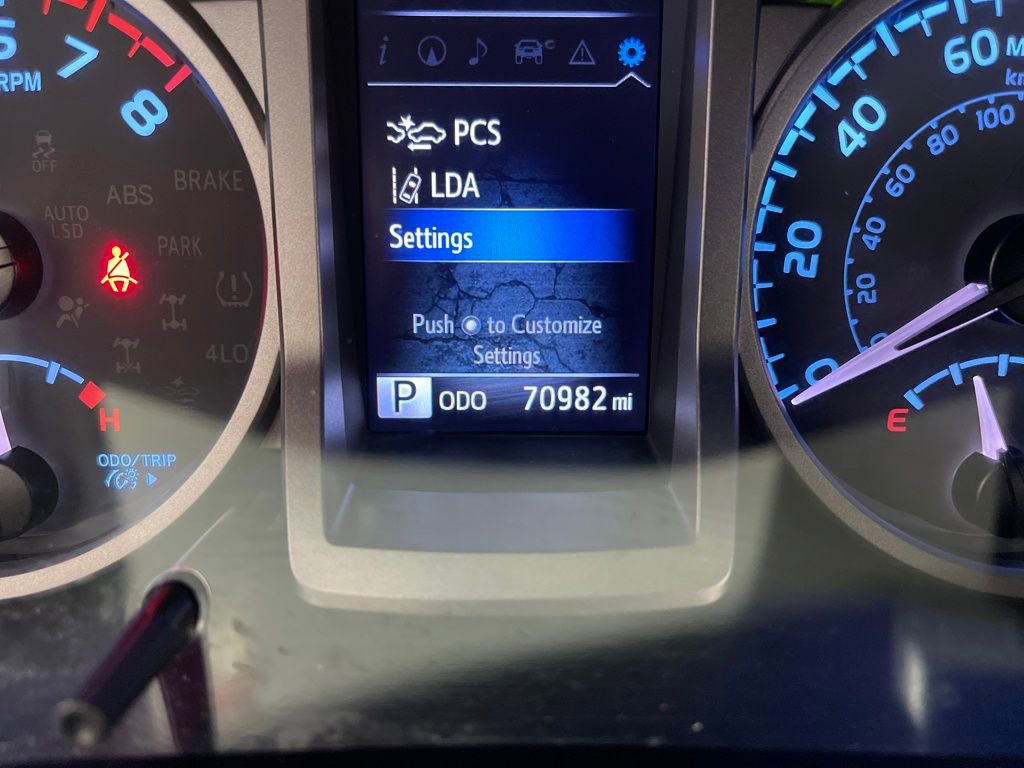 7
8
RPM
OFF
ABS
BRAKE
AUTO
LSD
PARK
4LO
H
ODO/TRIP
PCS
LDA
Settings
Push to Customize
Settings
P ODO 70982 mi
60
40
20
0
100
80
60
40
20
0
E